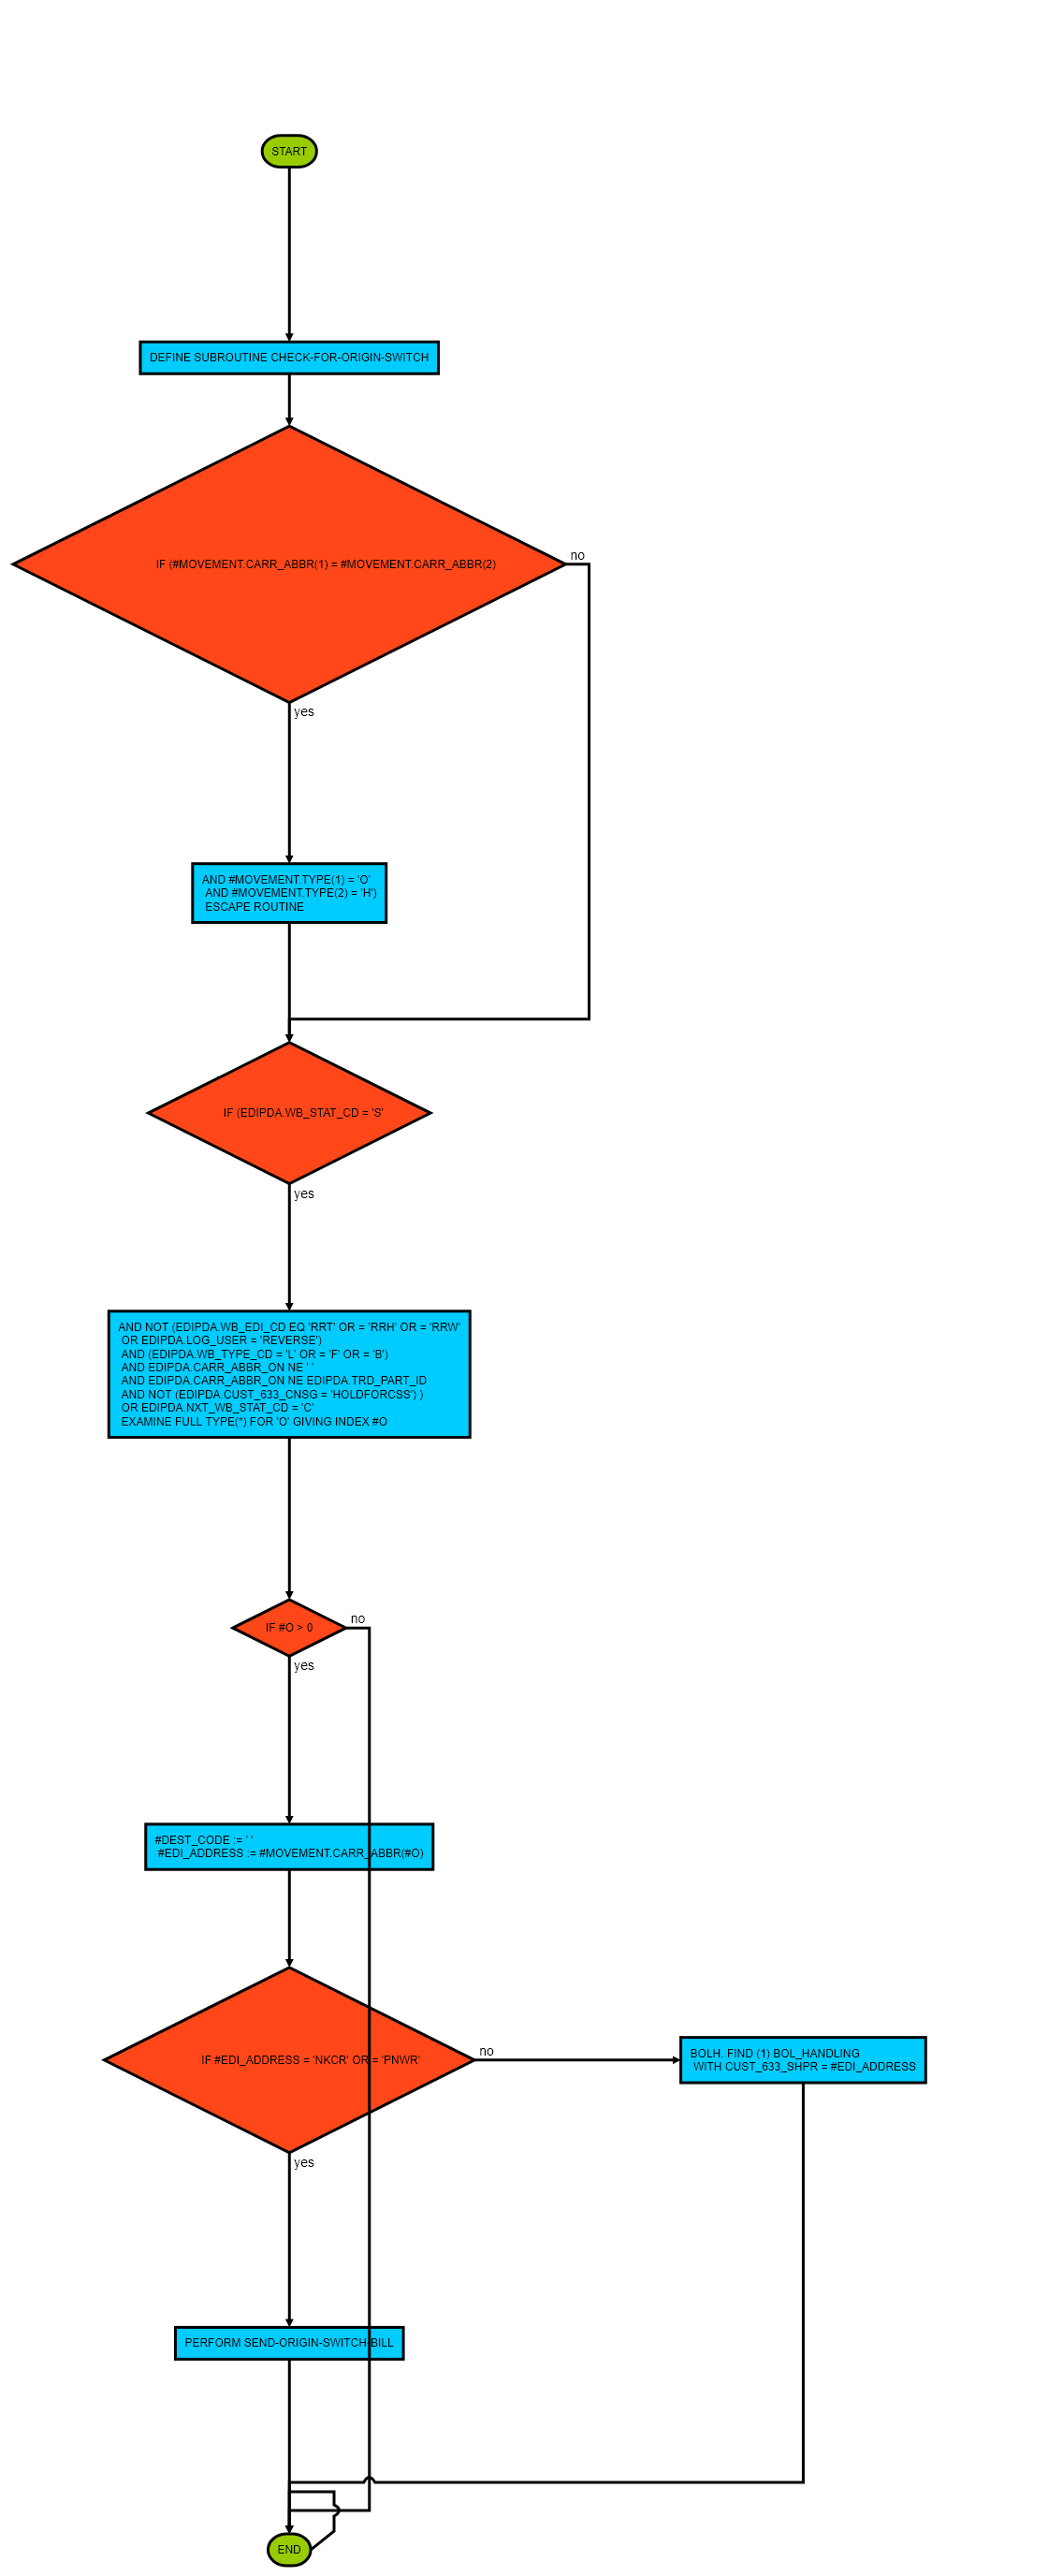 START
DEFINE SUBROUTINE CHECK-FOR-ORIGIN-SWITCH
IF (#MOVEMENT.CARR_ABBR(1) = #MOVEMENT.CARR_ABBR(2)
no
yes
AND #MOVEMENT.TYPE(1) = 'O'
AND #MOVEMENT.TYPE(2) = 'H')
ESCAPE ROUTINE
IF (EDIPDA.WB_STAT_CD = 'S'
yes
AND NOT (EDIPDA.WB_EDI_CD EQ 'RRT' OR = 'RRH' OR = 'RRW'
OR EDIPDA.LOG_USER = 'REVERSE')
AND (EDIPDA.WB_TYPE_CD = 'L' OR = 'F' OR = 'B')
AND EDIPDA.CARR_ABBR_ON NE ' '
AND EDIPDA.CARR_ABBR_ON NE EDIPDA.TRD_PART_ID
AND NOT (EDIPDA.CUST_633_CNSG = 'HOLDFORCSS') )
OR EDIPDA.NXT_WB_STAT_CD = 'C'
EXAMINE FULL TYPE(*) FOR 'O' GIVING INDEX #O
IF #O > 0
no
yes
#DEST_CODE := ' '
#EDI_ADDRESS := #MOVEMENT.CARR_ABBR(#O)
IF #EDI_ADDRESS = 'NKCR' OR = 'PNWR'
no
BOLH. FIND (1) BOL_HANDLING
WITH CUST_633_SHPR = #EDI_ADDRESS
yes
PERFORM SEND-ORIGIN-SWITCH-BILL
END